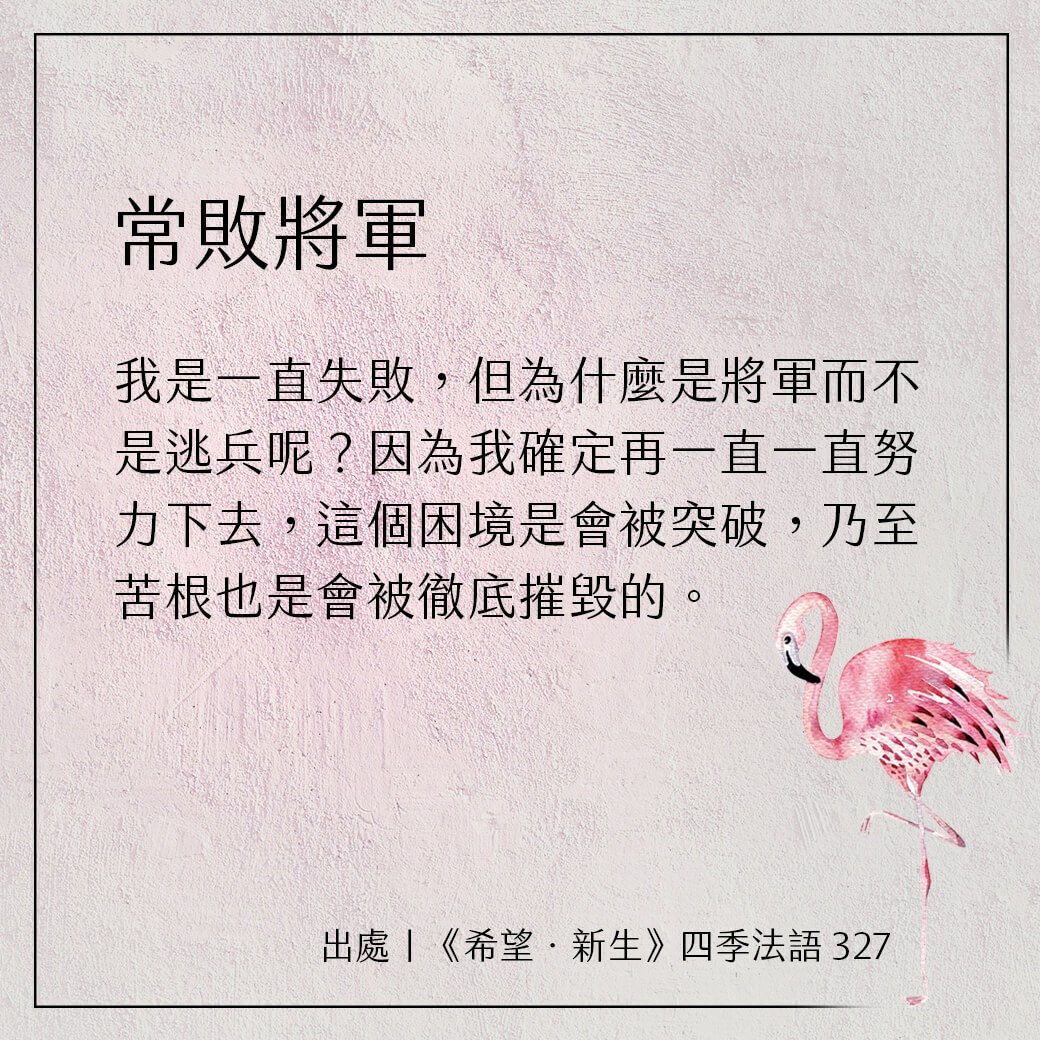 常敗將軍
我是一直失敗，但為什麼是將軍而不
是逃兵呢？因為我確定再一直一直努
力下去，這個困境是會被突破，乃至
苦根也是會被徹底摧毀的。
出處｜《希望．新生》四季法語 327